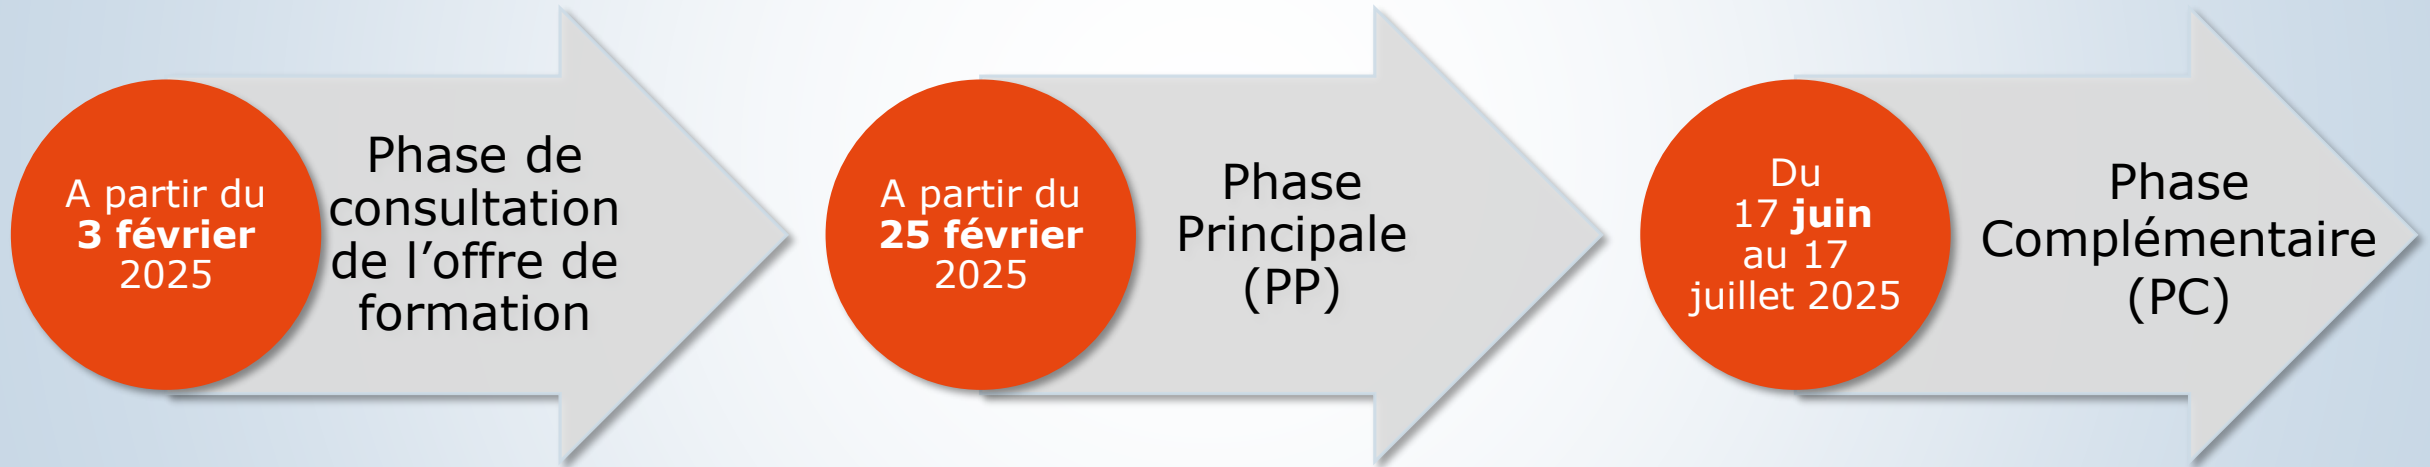 A partir du
3 février
2025
Phase de
consultation
de l’offre de
formation
A partir du
25 février
2025
Phase
Principale
(PP)
Du
17 juin
au 17
juillet 2025
Phase
Complémentaire
(PC)